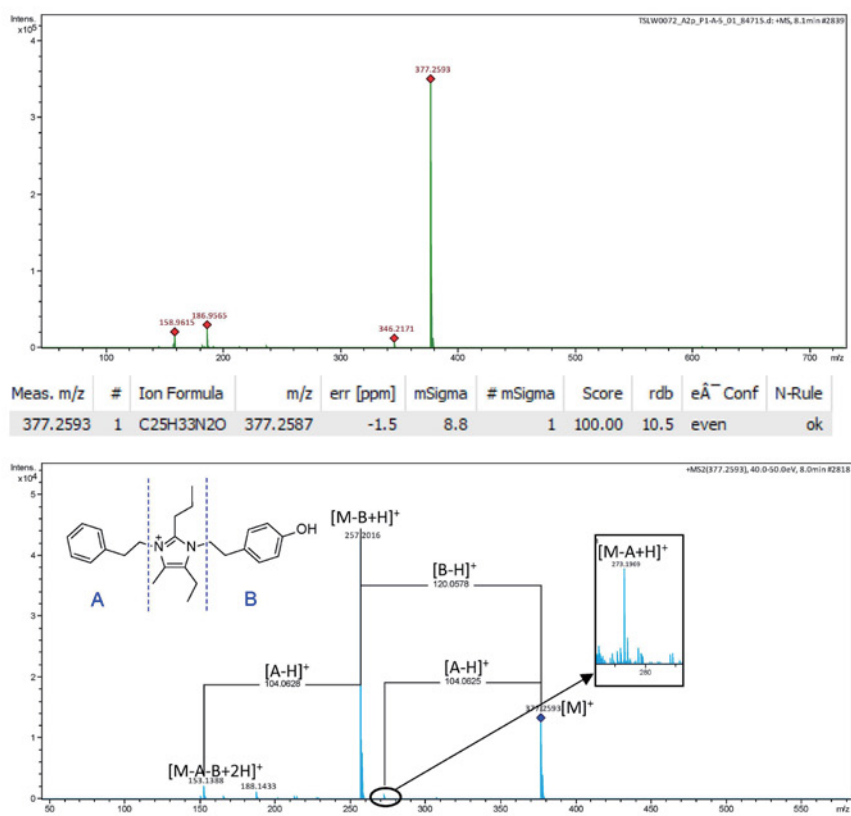 Intens.
x10⁵
TSLW0072_A2p_P1-A-5_01_84715.d: +MS, 8.1min #2839
4
377.2593
3
2
1
158.9615
186.9565
346.2171
0
100 200 300 400 500 600 700 m/z
Meas. m/z # Ion Formula m/z err [ppm] mSigma # mSigma Score rdb eÂ¯ Conf N-Rule
377.2593 1 C25H33N2O 377.2587 -1.5 8.8 1 100.00 10.5 even ok
Intens.
x10⁴
+MS2(377.2593), 40.0-50.0eV, 8.0min #2818
5
[M-B+H]⁺
257.2016
OH
N
+
N
A
B
[M-A+H]⁺
273.1969
280
4
[B-H]⁺
120.0578
3
2
[A-H]⁺
104.0628
[A-H]⁺
104.0625
377.2593
[M]⁺
1
[M-A-B+2H]⁺
153.1388
188.1433
0
50 100 150 200 250 300 350 400 450 500 550 m/z